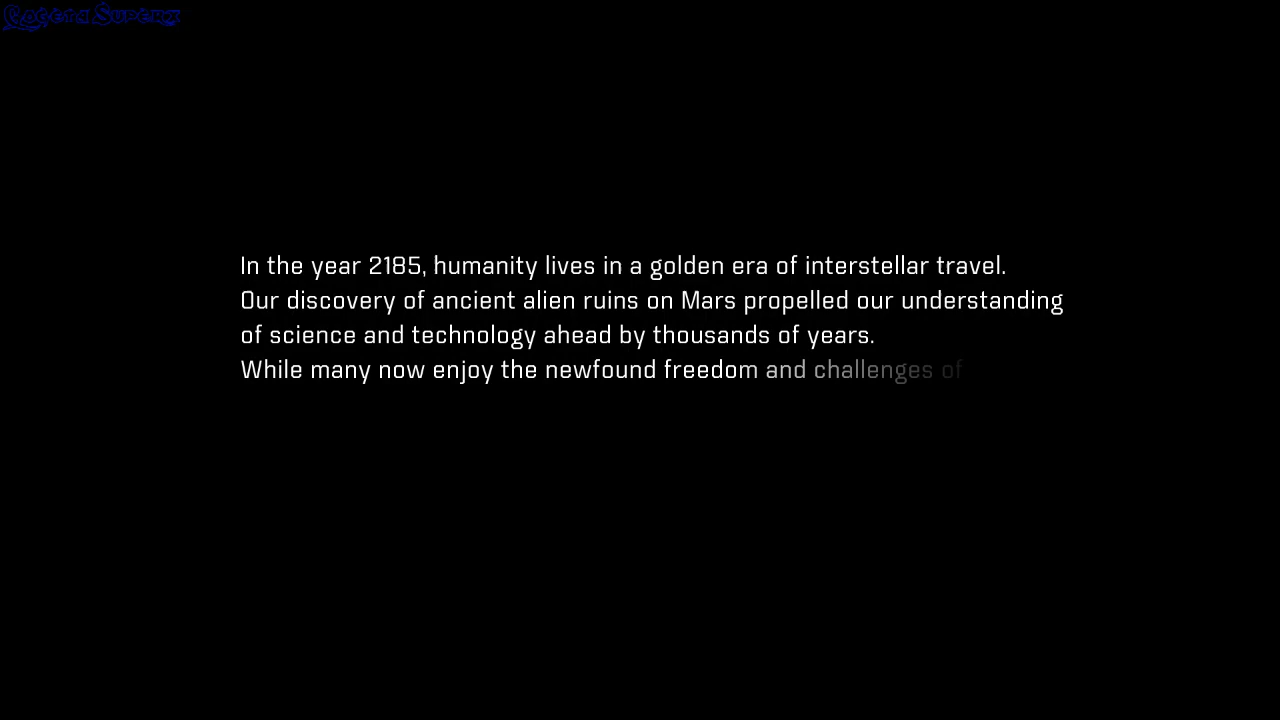 In the year 2185, humanity lives in a golden era of interstellar travel.
Our discovery of ancient alien ruins on Mars propelled our understanding
of science and technology ahead by thousands of years.
While many now enjoy the newfound freedom and challenges of